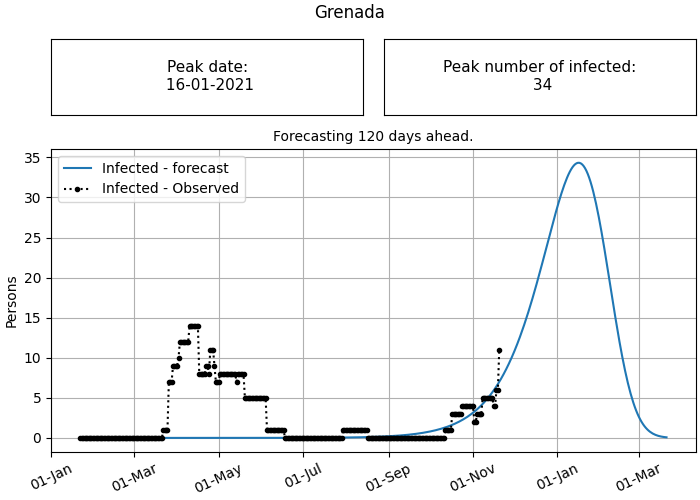 Grenada
Peak date:
16-01-2021
Peak number of infected:
34
Forecasting 120 days ahead.
Infected - forecast
Infected - Observed
Persons
35
30
25
20
15
10
5
0
01-Jan
01-Mar
01-May
01-Jul
01-Sep
01-Nov
01-Jan
01-Mar